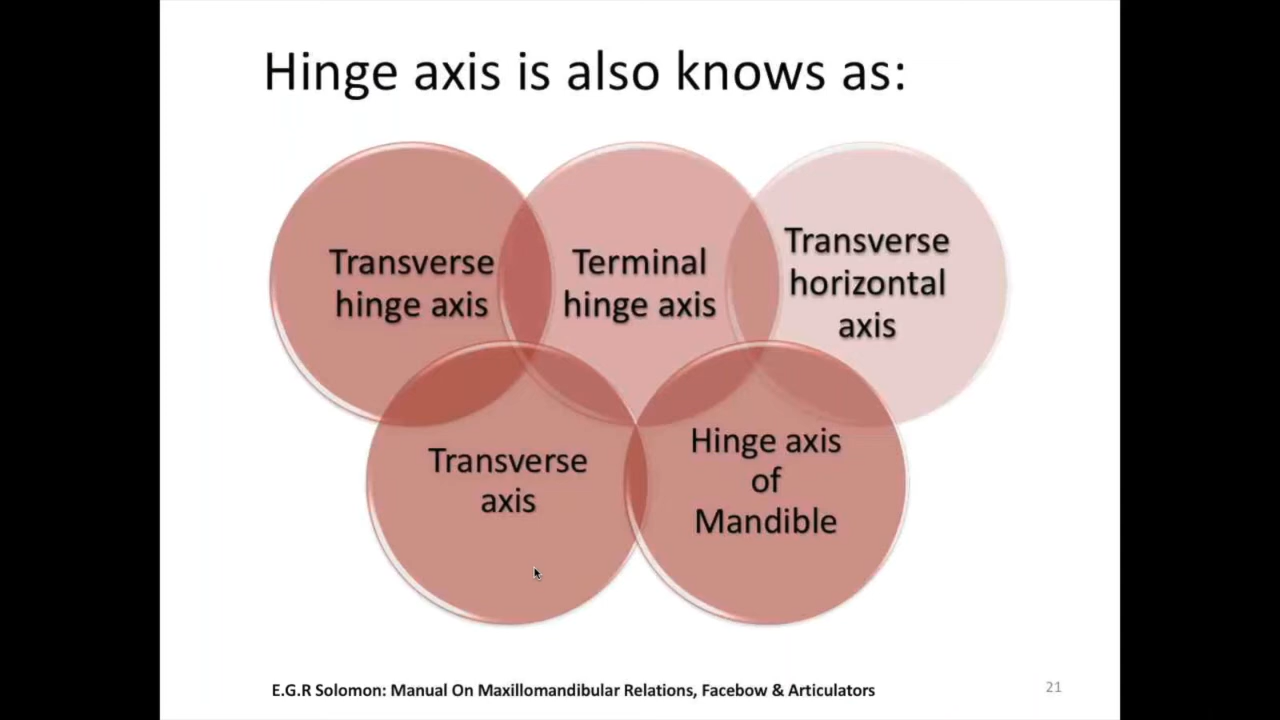 Hinge axis is also knows as:
Transverse
hinge axis
Terminal
hinge axis
Transverse
horizontal
axis
Transverse
axis
Hinge axis
of
Mandible
E.G.R Solomon: Manual On Maxillomandibular Relations, Facebow & Articulators
21